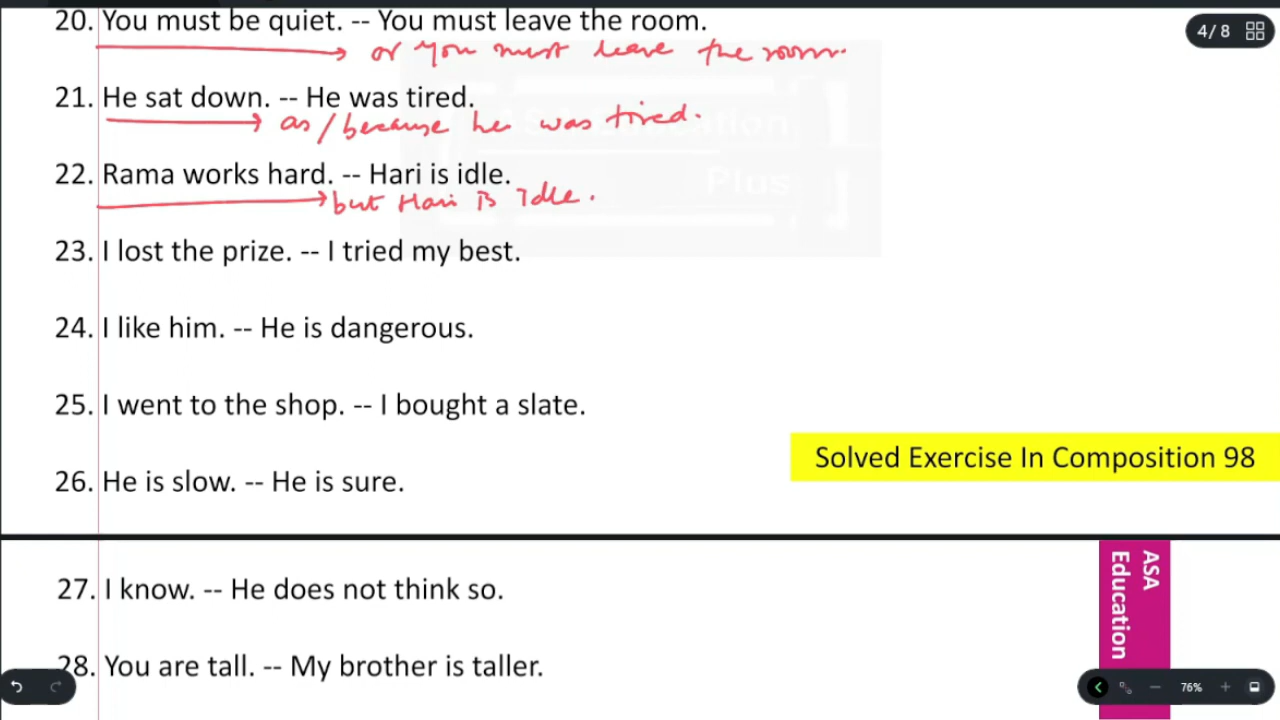 20. You must be quiet. -- You must leave the room.
4/8
or you must leave the room.
21. He sat down. -- He was tired.
as/because he was tired.
22. Rama works hard. -- Hari is idle.
but Hari is idle.
Plus
23. I lost the prize. -- I tried my best.
24. I like him. -- He is dangerous.
25. I went to the shop. -- I bought a slate.
Solved Exercise In Composition 98
26. He is slow. -- He is sure.
27. I know. -- He does not think so.
28. You are tall. -- My brother is taller.
ASA
Education
76%